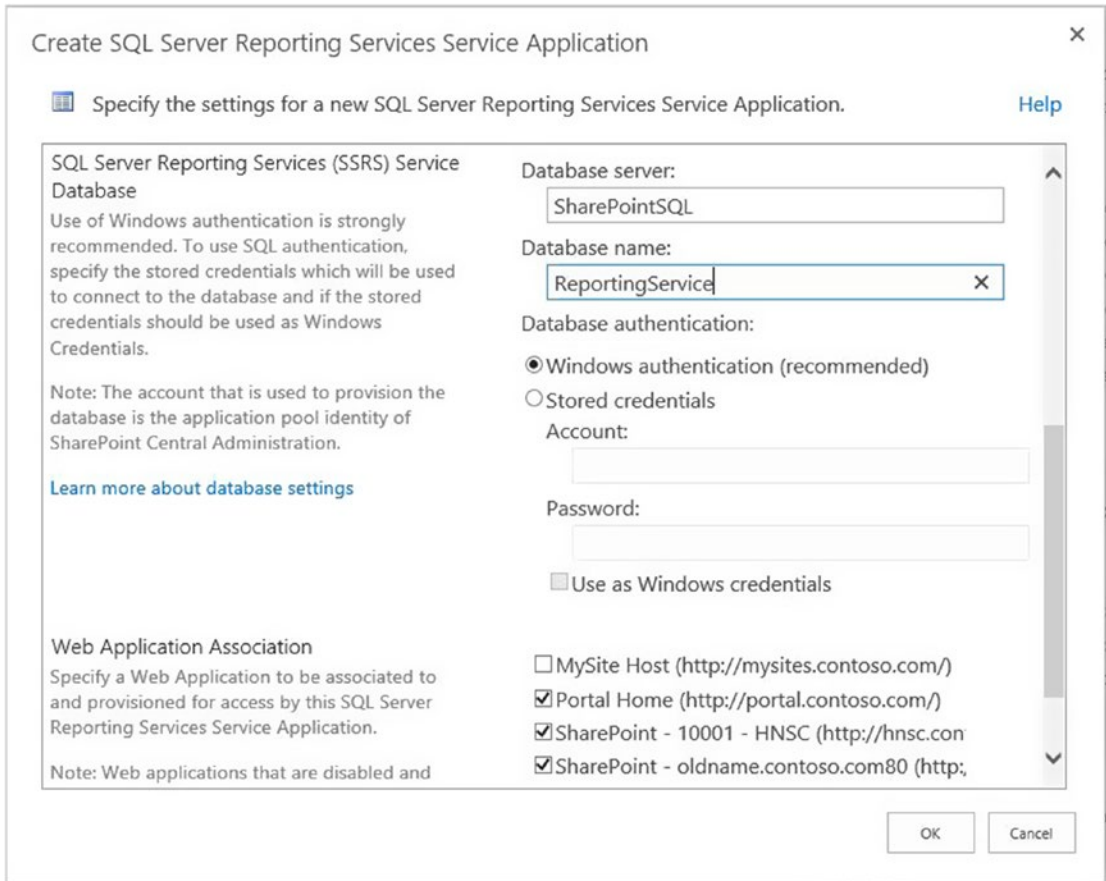 Create SQL Server Reporting Services Service Application
Specify the settings for a new SQL Server Reporting Services Service Application.
Help
SQL Server Reporting Services (SSRS) Service
Database
Use of Windows authentication is strongly
recommended. To use SQL authentication,
specify the stored credentials which will be used
to connect to the database and if the stored
credentials should be used as Windows
Credentials.
Note: The account that is used to provision the
database is the application pool identity of
SharePoint Central Administration.
Learn more about database settings
Database server:
SharePointSQL
Database name:
ReportingService
Database authentication:
Windows authentication (recommended)
Stored credentials
Account:
Password:
Use as Windows credentials
Web Application Association
Specify a Web Application to be associated to
and provisioned for access by this SQL Server
Reporting Services Service Application.
Note: Web applications that are disabled and
MySite Host (http://mysites.contoso.com/)
Portal Home (http://portal.contoso.com/)
SharePoint - 10001 - HNSC (http://hnsc.con
SharePoint - oldname.contoso.com80 (http:,
OK
Cancel